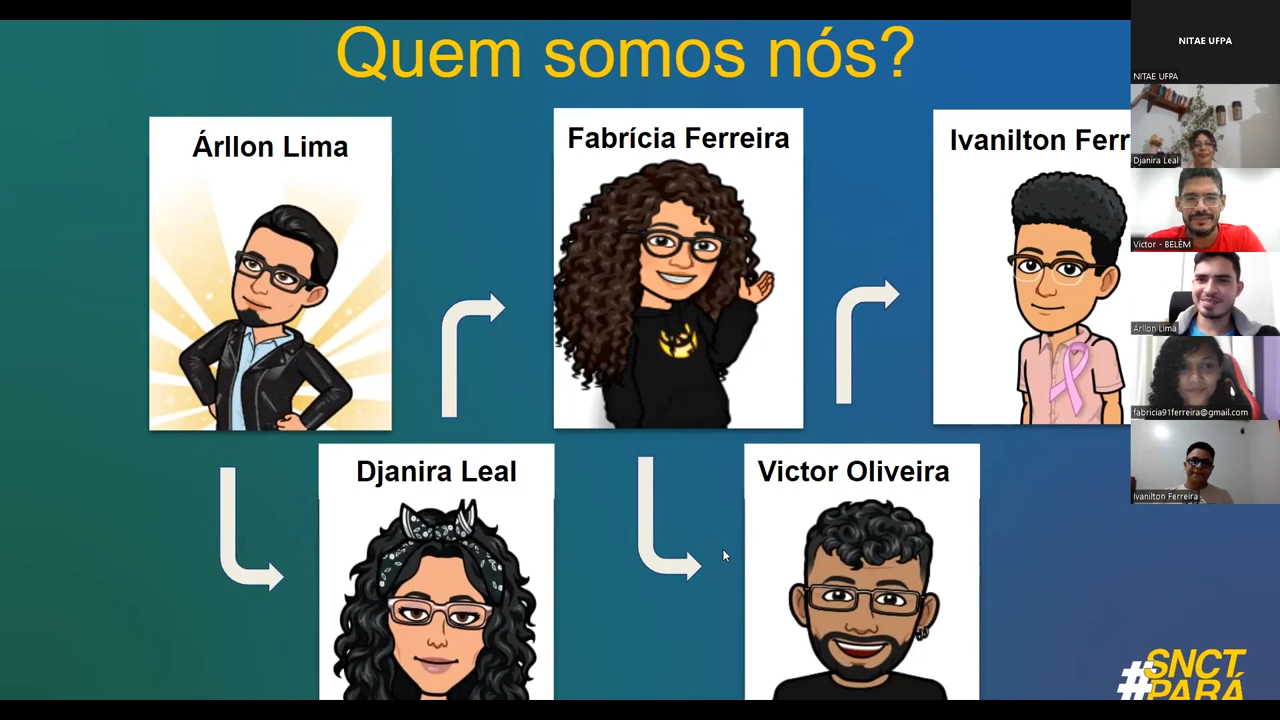 Quem somos nós?
Árllon Lima
Fabrícia Ferreira
Ivanilton Ferr
Djanira Leal
Victor Oliveira
#SNCT
PARÁ
NITAE UFPA
NITAE UFPA
Djanira Leal
Victor - BELÉM
Árllon Lima
fabricia91ferreira@gmail.com
Ivanilton Ferreira